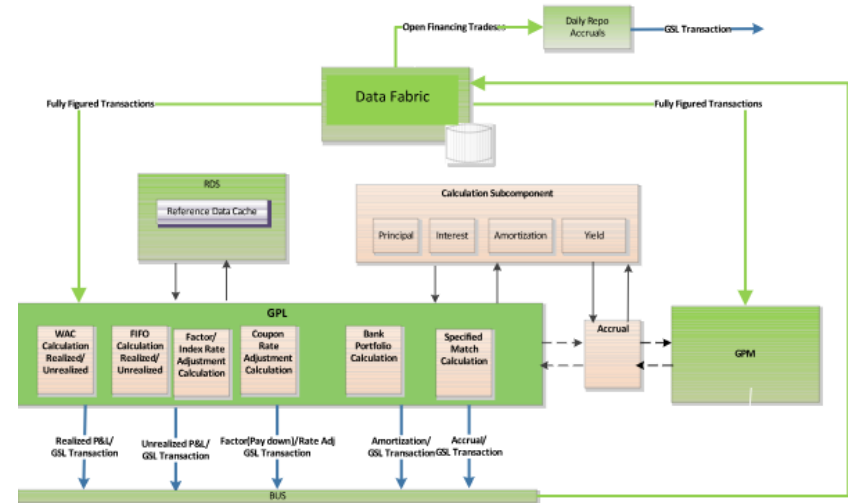 Open Financing Trades
Daily Repo
Accruals
GSL Transaction
Data Fabric
Fully Figured Transactions
Fully Figured Transactions
RDS
Reference Data Cache
Calculation Subcomponent
Principal
Interest
Amortization
Yield
GPL
WAC
Calculation
Realized/
Unrealized
FIFO
Calculation
Realized/
Unrealized
Factor/
Index Rate
Adjustment
Calculation
Coupon
Rate
Adjustment
Calculation
Bank
Portfolio
Calculation
Specified
Match
Calculation
Accrual
GPM
Realized P&L/
GSL Transaction
Unrealized P&L/
GSL Transaction
Factor(Pay down)/Rate Adj
GSL Transaction
Amortization/
GSL Transaction
Accrual/
GSL Transaction
BUS